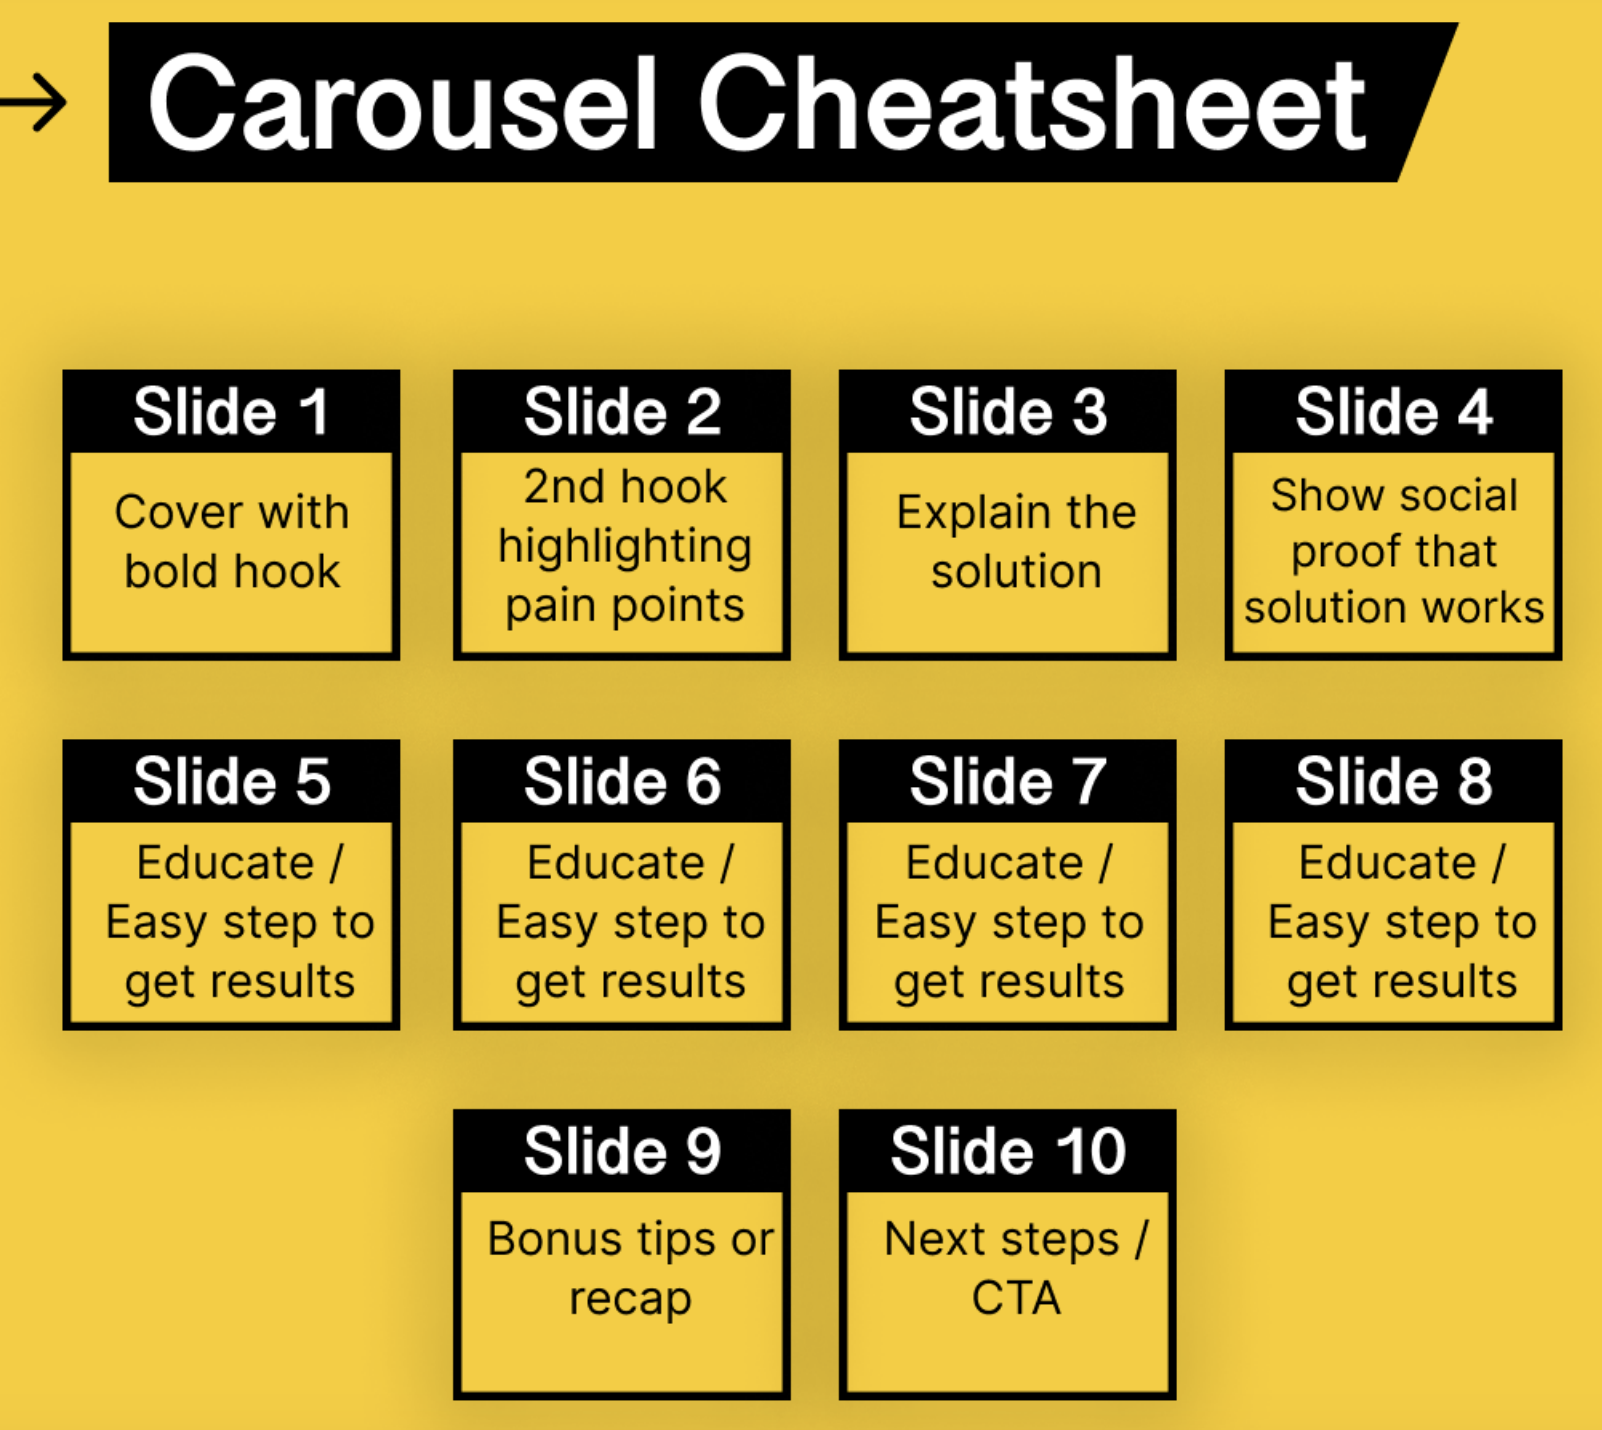 Carousel Cheatsheet
Slide 1
Cover with
bold hook
Slide 2
2nd hook
highlighting
pain points
Slide 3
Explain the
solution
Slide 4
Show social
proof that
solution works
Slide 5
Educate /
Easy step to
get results
Slide 6
Educate /
Easy step to
get results
Slide 7
Educate /
Easy step to
get results
Slide 8
Educate /
Easy step to
get results
Slide 9
Bonus tips or
recap
Slide 10
Next steps /
CTA